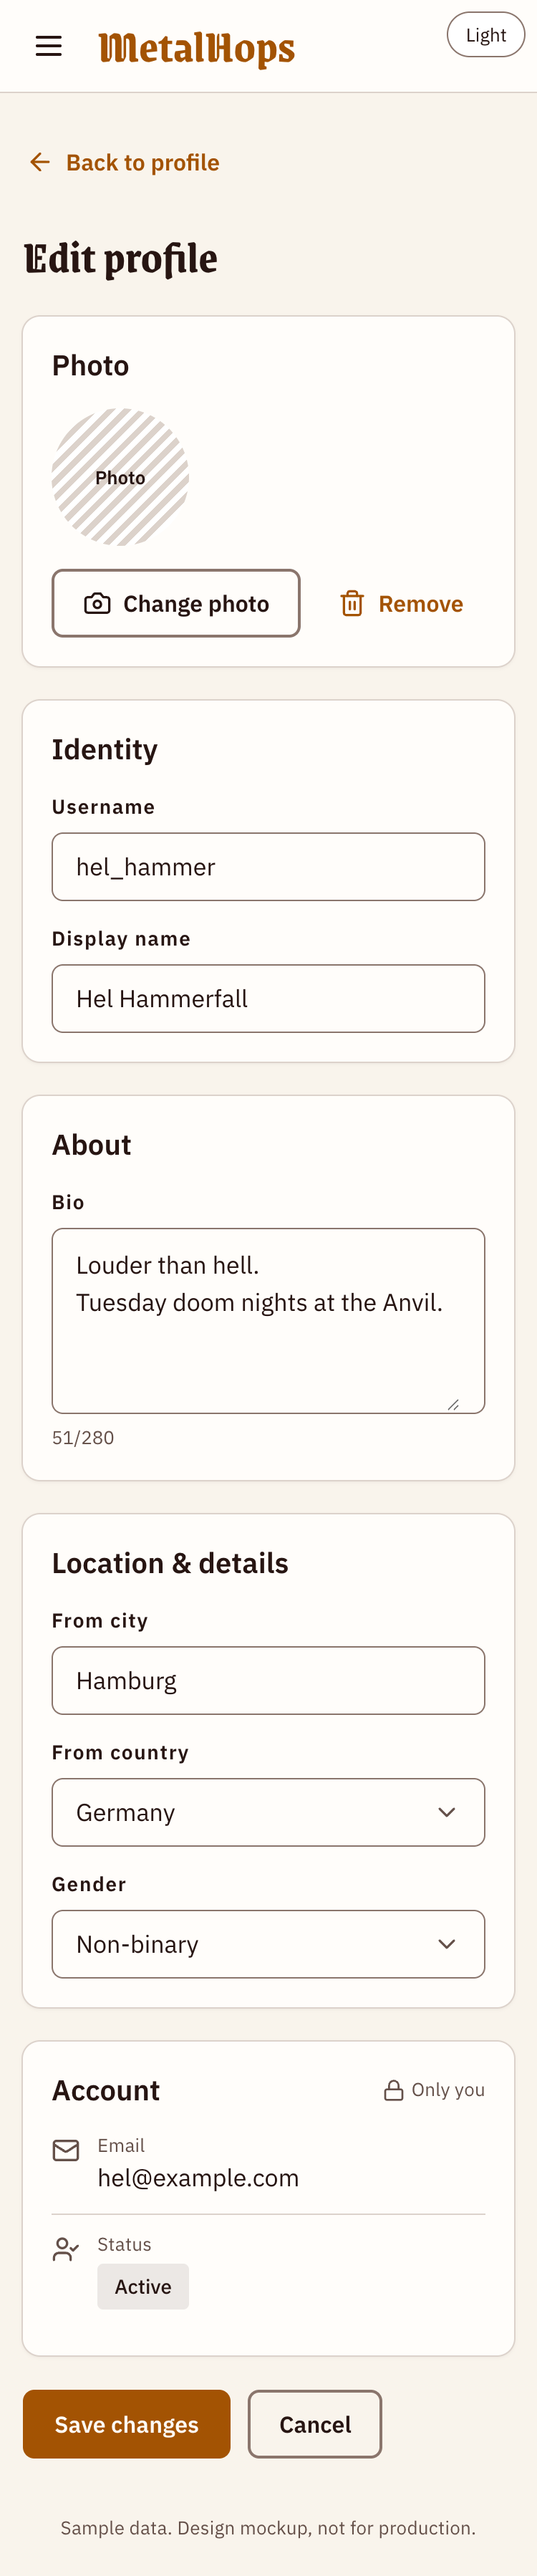 MetalHops
Light
Back to profile
Edit profile
Photo
Photo
Change photo
Remove
Identity
Username
hel_hammer
Display name
Hel Hammerfall
About
Bio
Louder than hell.
Tuesday doom nights at the Anvil.
51/280
Location & details
From city
Hamburg
From country
Germany
Gender
Non-binary
Account
Only you
Email
hel@example.com
Status
Active
Save changes
Cancel
Sample data. Design mockup, not for production.